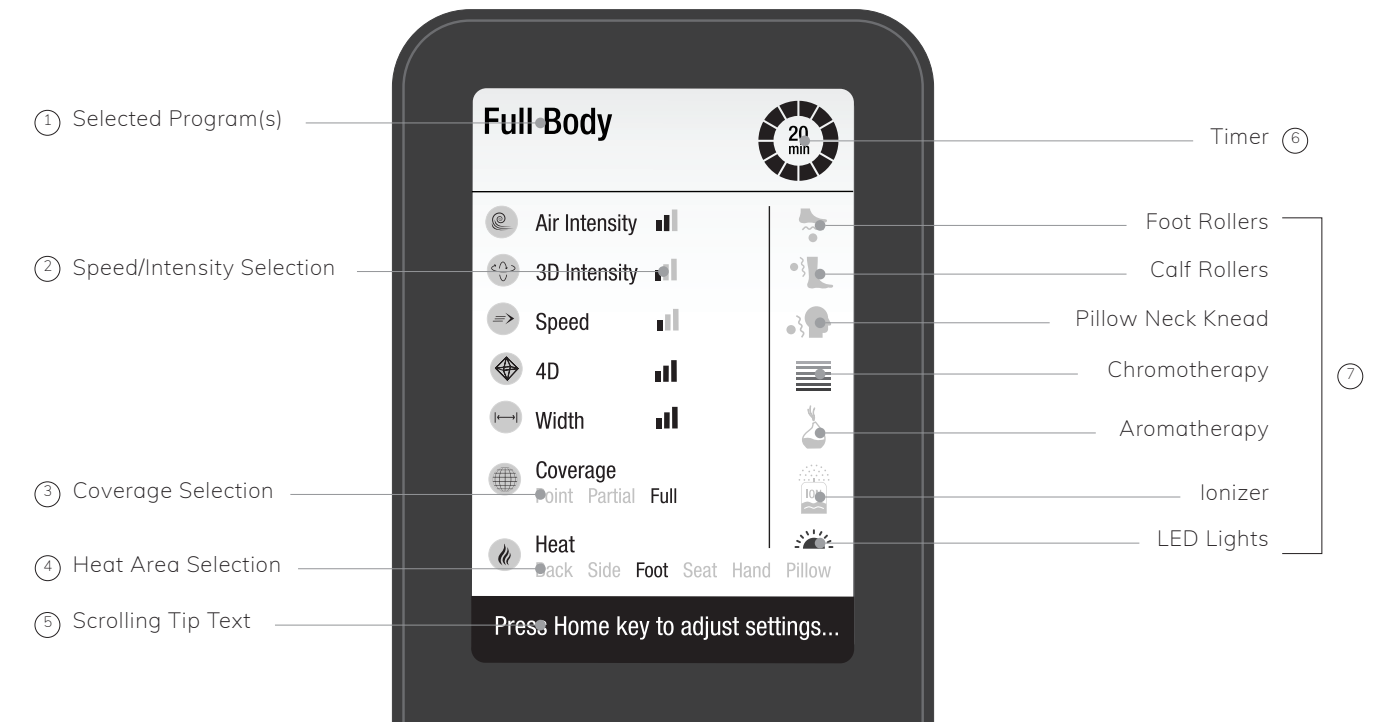 1 Selected Program(s)
2 Speed/Intensity Selection
3 Coverage Selection
4 Heat Area Selection
5 Scrolling Tip Text
Full Body
20
min
Air Intensity
3D Intensity
Speed
4D
Width
Coverage
Point Partial Full
Heat
Back Side Foot Seat Hand Pillow
Press Home key to adjust settings...
ION
Timer 6
Foot Rollers
Calf Rollers
Pillow Neck Knead
Chromotherapy
Aromatherapy
Ionizer
LED Lights
7